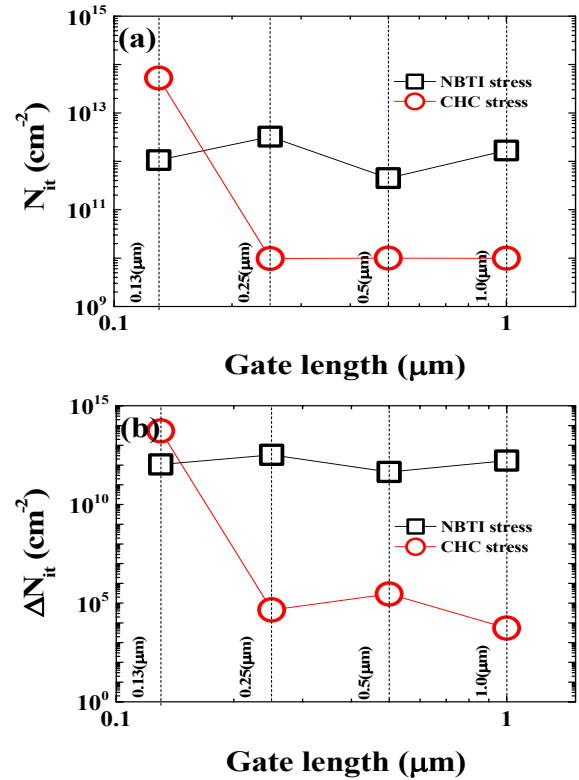 (a)
10^15
10^13
10^11
10^9
N_it (cm^-2)
NBTI stress
CHC stress
0.13(μm)
0.25(μm)
0.5(μm)
1.0(μm)
0.1
1
Gate length (μm)
(b)
10^15
10^10
10^5
10^0
ΔN_it (cm^-2)
NBTI stress
CHC stress
0.13(μm)
0.25(μm)
0.5(μm)
1.0(μm)
0.1
1
Gate length (μm)